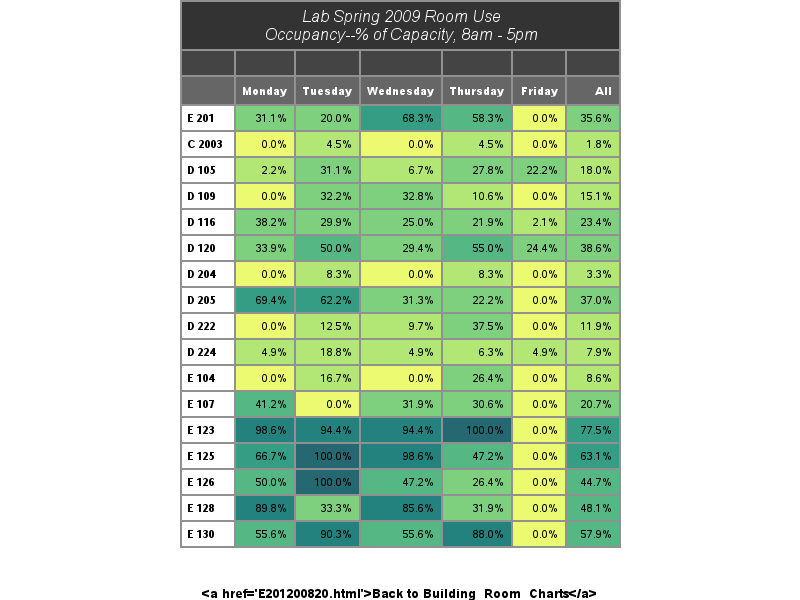 Lab Spring 2009 Room Use
Occupancy--% of Capacity, 8am - 5pm
Monday Tuesday Wednesday Thursday Friday All
E 201 31.1% 20.0% 68.3% 58.3% 0.0% 35.6%
C 2003 0.0% 4.5% 0.0% 4.5% 0.0% 1.8%
D 105 2.2% 31.1% 6.7% 27.8% 22.2% 18.0%
D 109 0.0% 32.2% 32.8% 10.6% 0.0% 15.1%
D 116 38.2% 29.9% 25.0% 21.9% 2.1% 23.4%
D 120 33.9% 50.0% 29.4% 55.0% 24.4% 38.6%
D 204 0.0% 8.3% 0.0% 8.3% 0.0% 3.3%
D 205 69.4% 62.2% 31.3% 22.2% 0.0% 37.0%
D 222 0.0% 12.5% 9.7% 37.5% 0.0% 11.9%
D 224 4.9% 18.8% 4.9% 6.3% 4.9% 7.9%
E 104 0.0% 16.7% 0.0% 26.4% 0.0% 8.6%
E 107 41.2% 0.0% 31.9% 30.6% 0.0% 20.7%
E 123 98.6% 94.4% 94.4% 100.0% 0.0% 77.5%
E 125 66.7% 100.0% 98.6% 47.2% 0.0% 63.1%
E 126 50.0% 100.0% 47.2% 26.4% 0.0% 44.7%
E 128 89.8% 33.3% 85.6% 31.9% 0.0% 48.1%
E 130 55.6% 90.3% 55.6% 88.0% 0.0% 57.9%
<a href='E201200820.html'>Back to Building_Room_Charts</a>